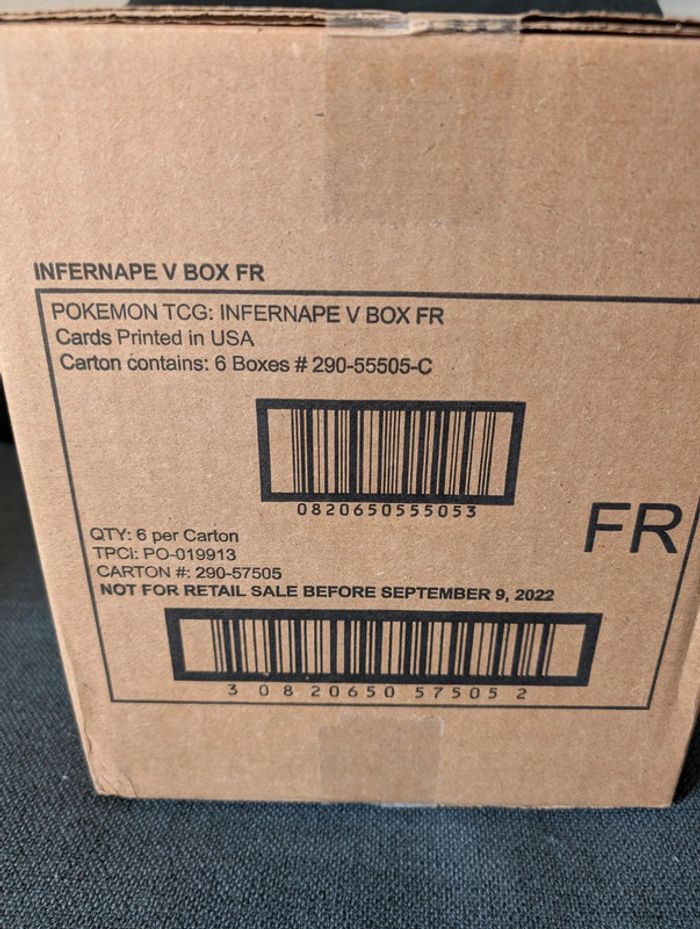 INFERNAPE V BOX FR
POKEMON TCG: INFERNAPE V BOX FR
Cards Printed in USA
Carton contains: 6 Boxes # 290-55505-C
0820650555053
FR
QTY: 6 per Carton
TPCi: PO-019913
CARTON #: 290-57505
NOT FOR RETAIL SALE BEFORE SEPTEMBER 9, 2022
3 08 20650 57505 2